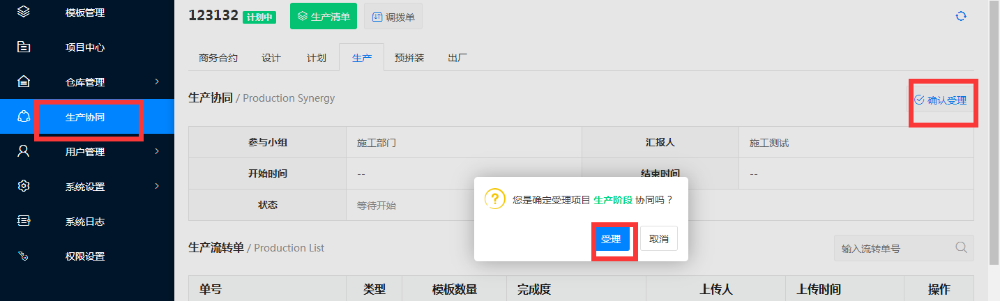 模板管理
项目中心
仓库管理
生产协同
用户管理
系统设置
系统日志
权限设置
123132 计划中 生产清单 调拨单
商务合约 设计 计划 生产 预拼装 出厂
生产协同 / Production Synergy 确认受理
参与小组 施工部门 汇报人 施工测试
开始时间 -- 结束时间 --
状态 等待开始
您是确定受理项目 生产阶段 协同吗？
受理 取消
生产流转单 / Production List 输入流转单号
单号 类型 模板数量 完成度 上传人 上传时间 操作